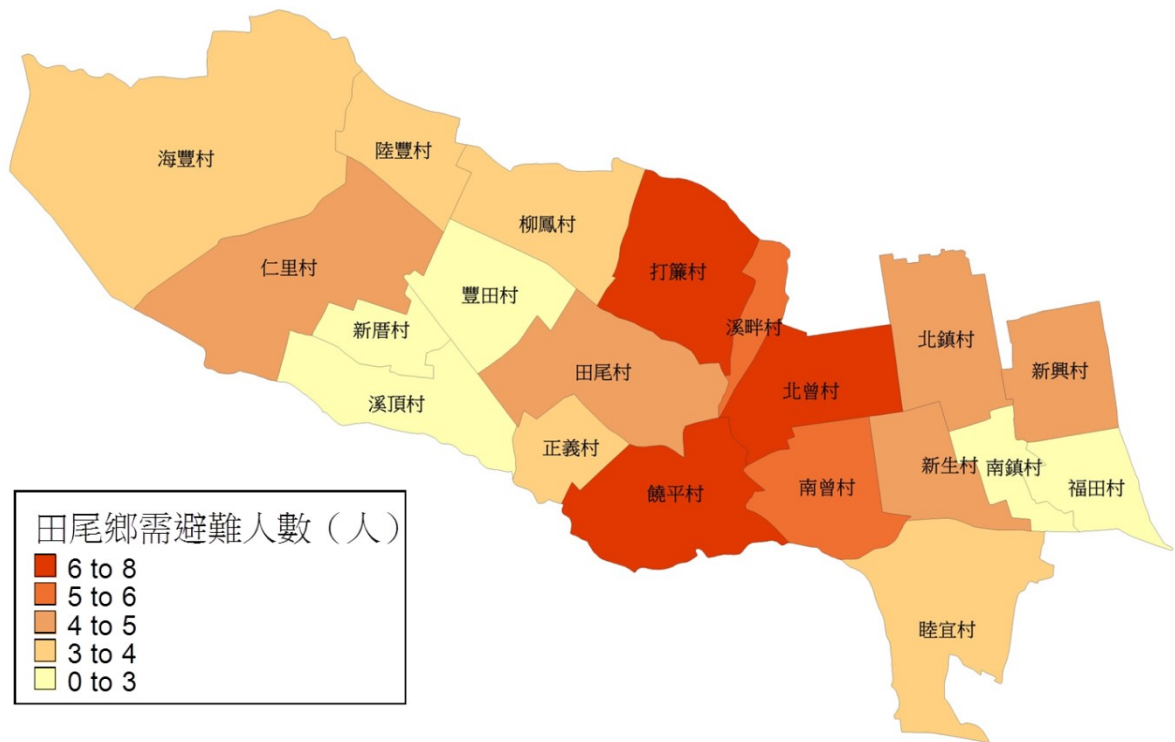 海豐村
陸豐村
柳鳳村
仁里村
打簾村
豐田村
溪畔村
新厝村
北鎮村
田尾村
新興村
北曾村
溪頂村
正義村
新生村
南鎮村
饒平村
南曾村
福田村
睦宜村
田尾鄉需避難人數（人）
6 to 8
5 to 6
4 to 5
3 to 4
0 to 3